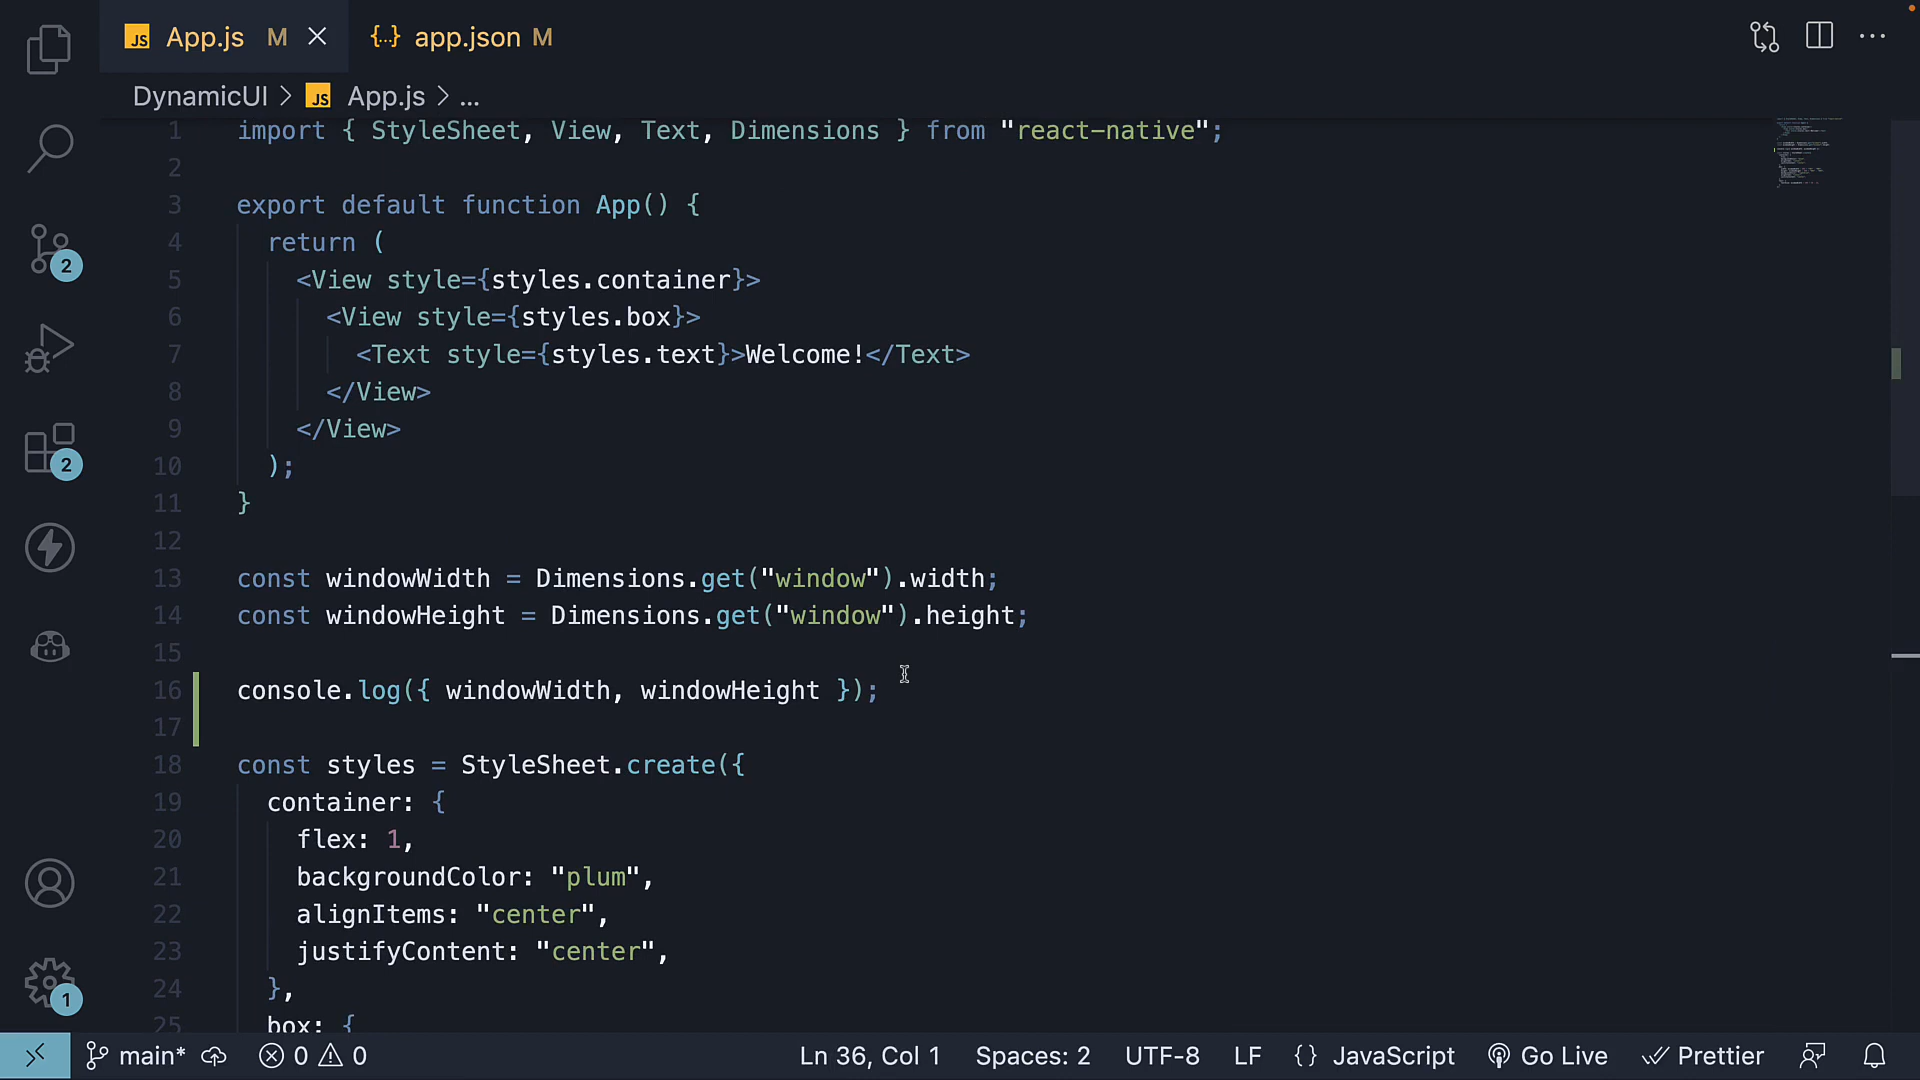 JS App.js M
{...} app.json M
DynamicUI > JS App.js > ...
1 import { StyleSheet, View, Text, Dimensions } from "react-native";
2
3 export default function App() {
4 return (
5 <View style={styles.container}>
6 <View style={styles.box}>
7 <Text style={styles.text}>Welcome!</Text>
8 </View>
9 </View>
10 );
11 }
12
13 const windowWidth = Dimensions.get("window").width;
14 const windowHeight = Dimensions.get("window").height;
15
16 console.log({ windowWidth, windowHeight });
17
18 const styles = StyleSheet.create({
19 container: {
20 flex: 1,
21 backgroundColor: "plum",
22 alignItems: "center",
23 justifyContent: "center",
24 },
25 box: {
2
2
1
main* 0 0 Ln 36, Col 1 Spaces: 2 UTF-8 LF {} JavaScript Go Live Prettier